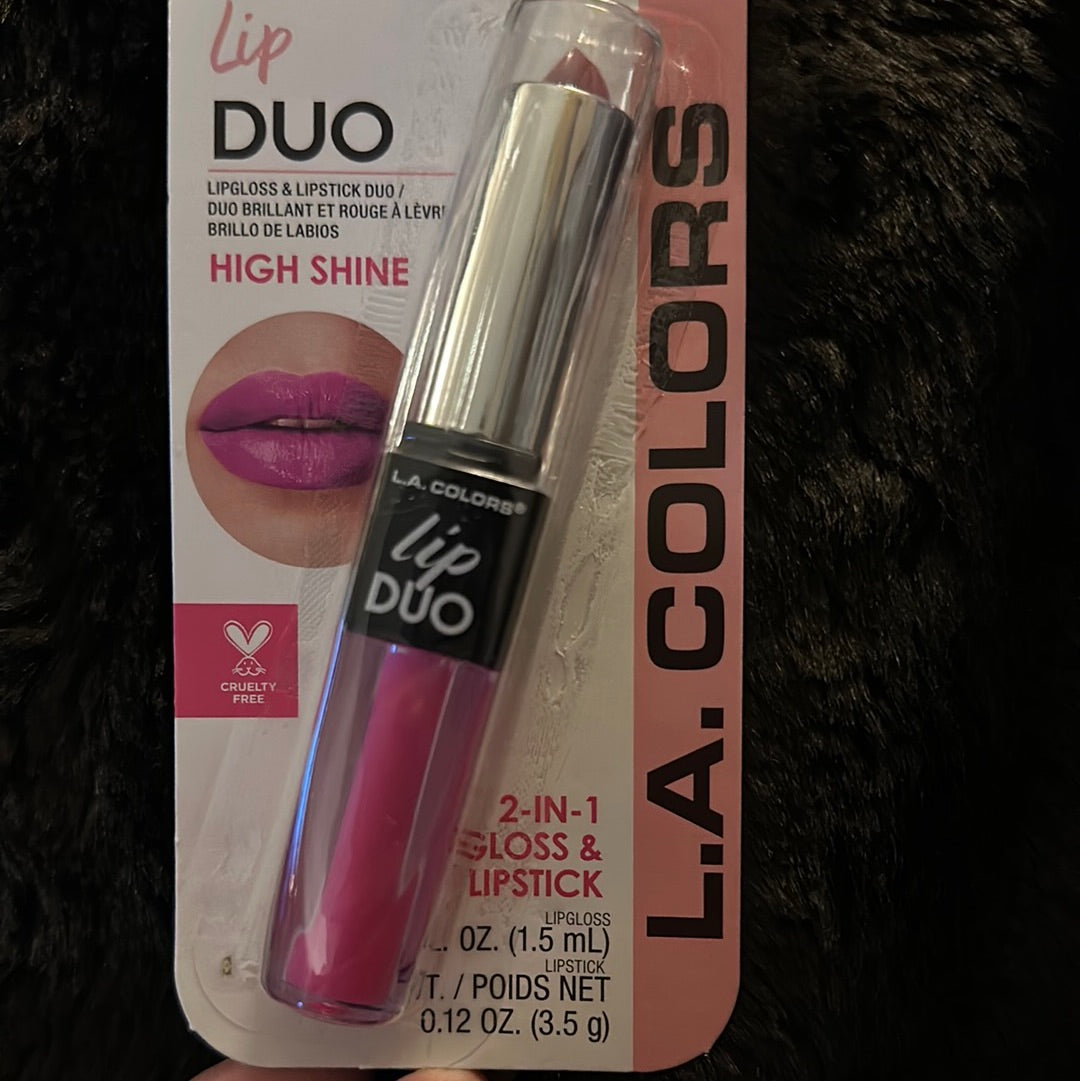 Lip
DUO
LIPGLOSS & LIPSTICK DUO /
DUO BRILLANT ET ROUGE À
BRILLO DE LABIOS
HIGH SHINE
L.A. COLORS®
lip
DUO
CRUELTY
FREE
2-IN-1
GLOSS &
LIPSTICK
LIPGLOSS
OZ. (1.5 mL)
LIPSTICK
/ POIDS NET
0.12 OZ. (3.5 g)
L.A. COLORS